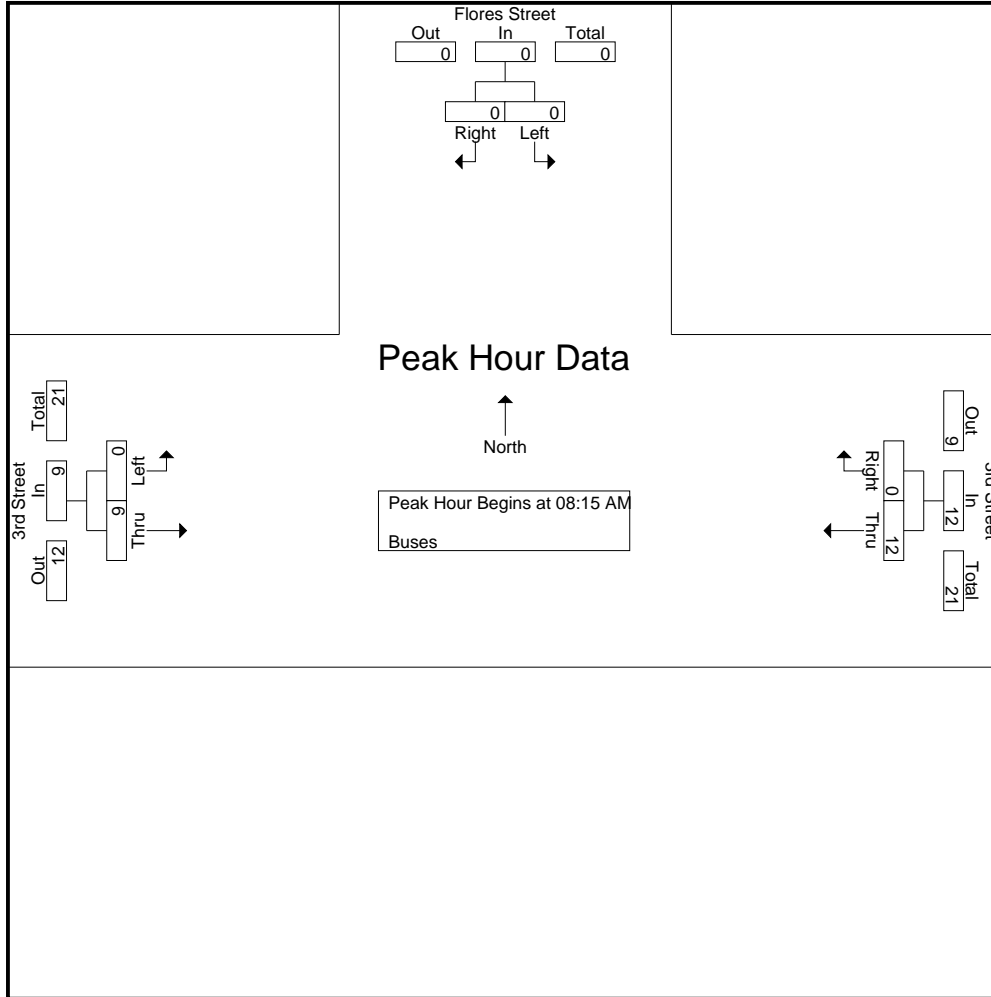 Flores Street
Out In Total
0 0 0
0 0
Right Left
Peak Hour Data
North
Peak Hour Begins at 08:15 AM
Buses
3rd Street
Total In Out
21 9 12
0 9
Left Thru
3rd Street
Out In Total
9 12 21
Right Thru
0 12